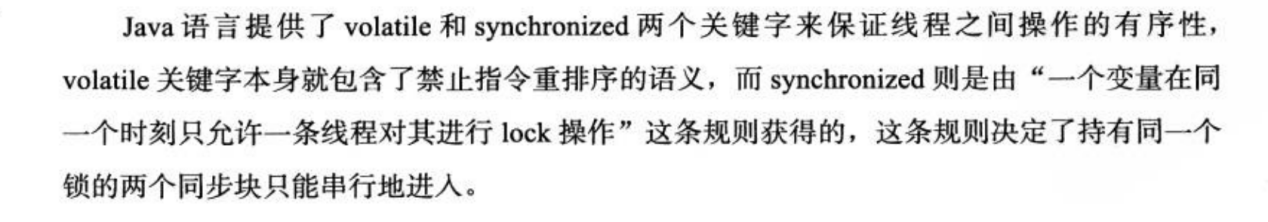 Java 语言提供了 volatile 和 synchronized 两个关键字来保证线程之间操作的有序性，
volatile 关键字本身就包含了禁止指令重排序的语义，而 synchronized 则是由“一个变量在同
一个时刻只允许一条线程对其进行 lock 操作”这条规则获得的，这条规则决定了持有同一个
锁的两个同步块只能串行地进入。